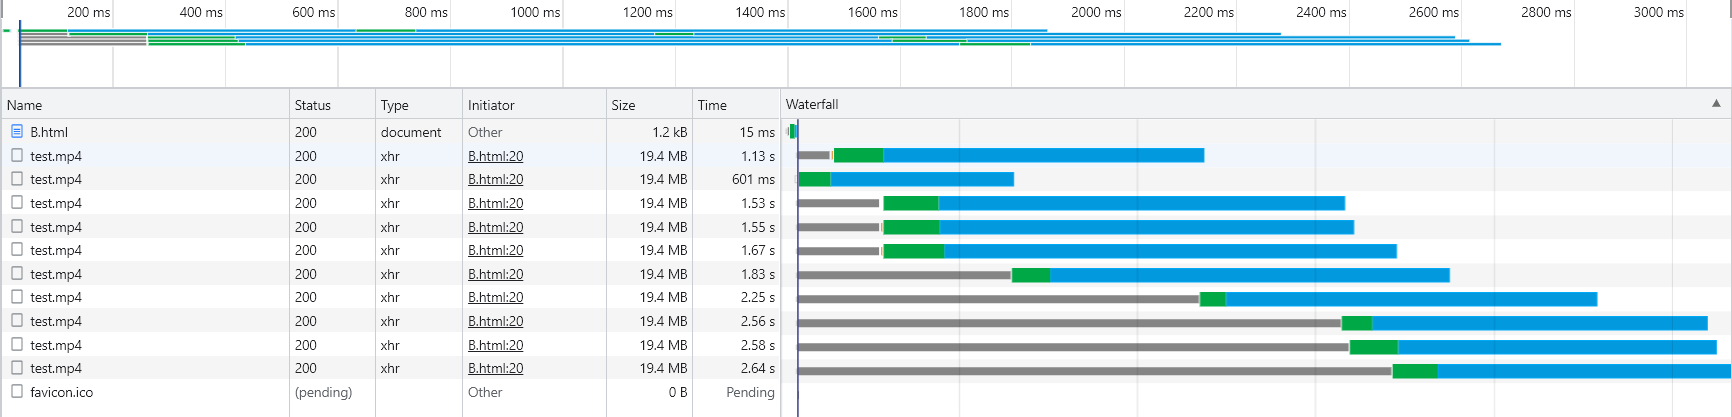 200 ms 400 ms 600 ms 800 ms 1000 ms 1200 ms 1400 ms 1600 ms 1800 ms 2000 ms 2200 ms 2400 ms 2600 ms 2800 ms 3000 ms
Name Status Type Initiator Size Time Waterfall ▲
B.html 200 document Other 1.2 kB 15 ms
test.mp4 200 xhr B.html:20 19.4 MB 1.13 s
test.mp4 200 xhr B.html:20 19.4 MB 601 ms
test.mp4 200 xhr B.html:20 19.4 MB 1.53 s
test.mp4 200 xhr B.html:20 19.4 MB 1.55 s
test.mp4 200 xhr B.html:20 19.4 MB 1.67 s
test.mp4 200 xhr B.html:20 19.4 MB 1.83 s
test.mp4 200 xhr B.html:20 19.4 MB 2.25 s
test.mp4 200 xhr B.html:20 19.4 MB 2.56 s
test.mp4 200 xhr B.html:20 19.4 MB 2.58 s
test.mp4 200 xhr B.html:20 19.4 MB 2.64 s
favicon.ico (pending) Other 0 B Pending